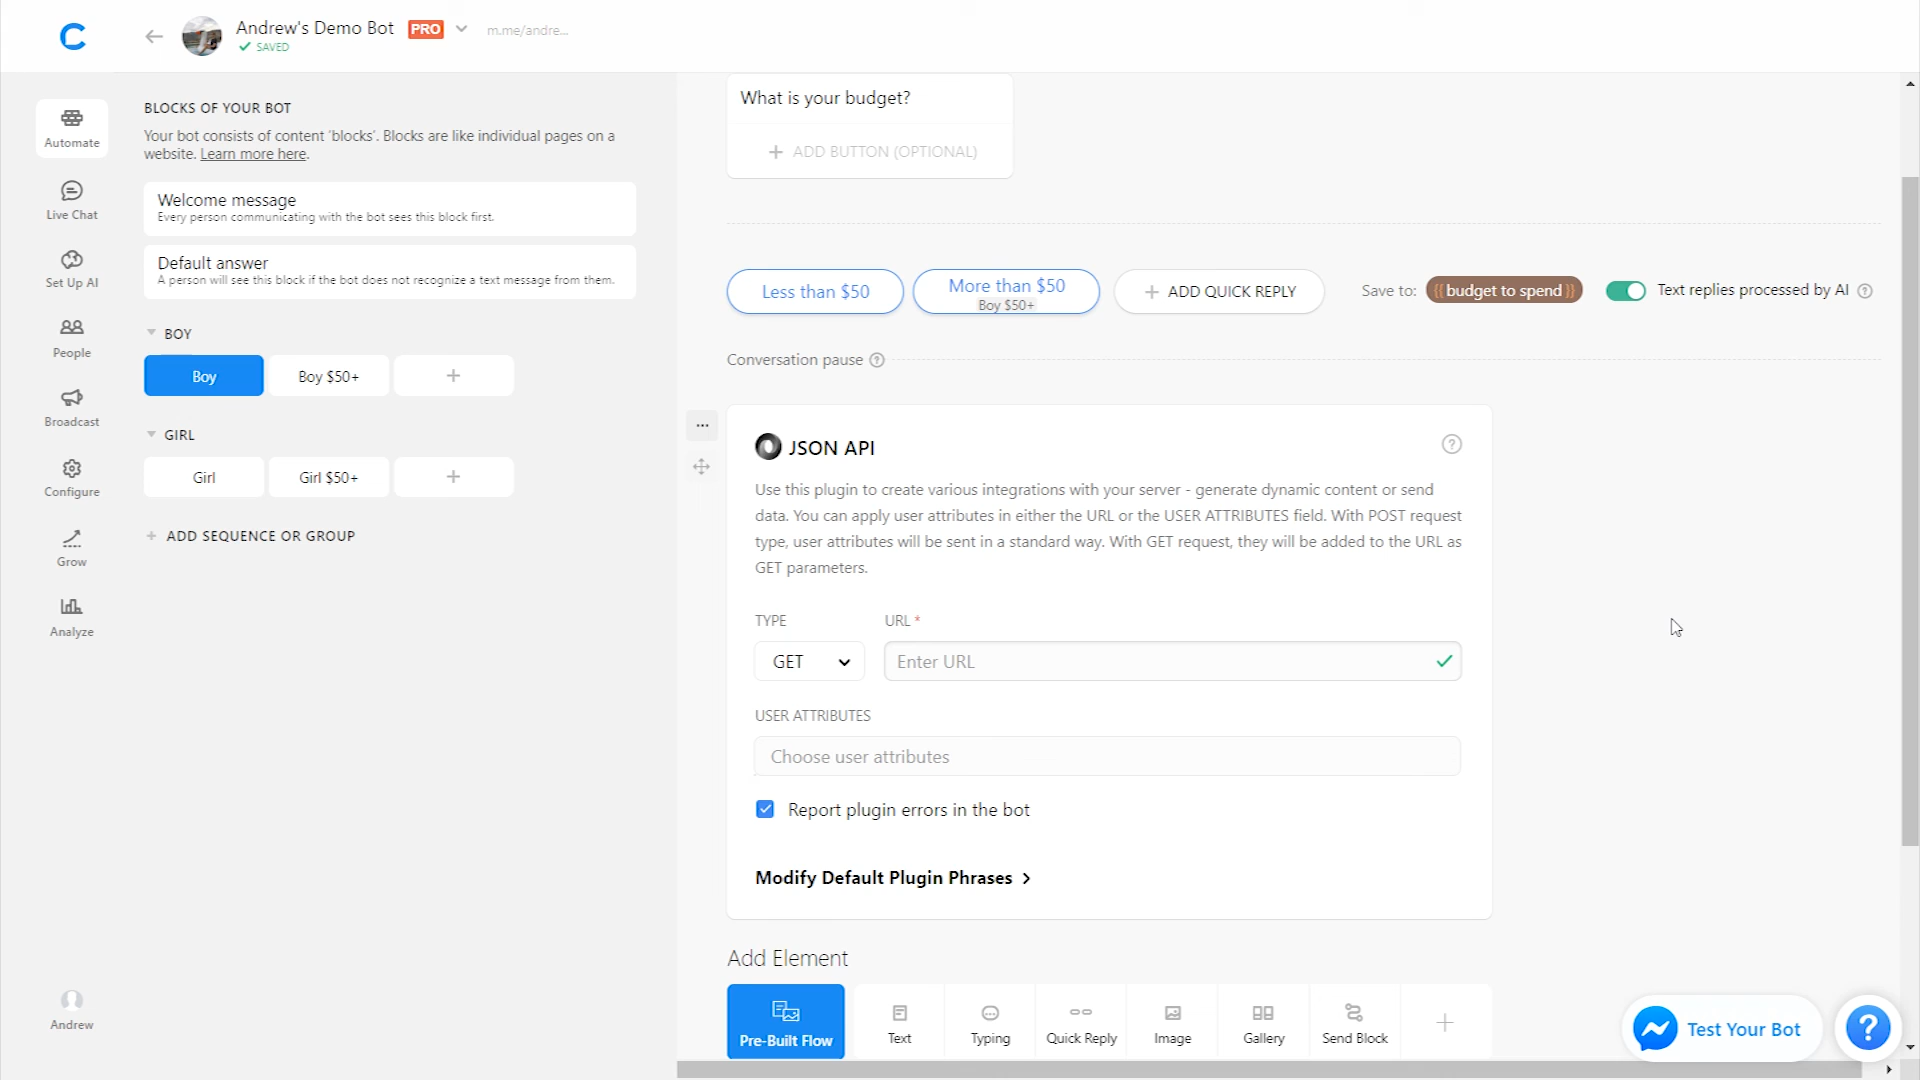 Andrew's Demo Bot PRO m.me/andre...
SAVED
Automate
Live Chat
Set Up AI
People
Broadcast
Configure
Grow
Analyze
Andrew
BLOCKS OF YOUR BOT
Your bot consists of content 'blocks'. Blocks are like individual pages on a
website. Learn more here.
Welcome message
Every person communicating with the bot sees this block first.
Default answer
A person will see this block if the bot does not recognize a text message from them.
BOY
Boy Boy $50+ +
GIRL
Girl Girl $50+ +
+ ADD SEQUENCE OR GROUP
What is your budget?
+ ADD BUTTON (OPTIONAL)
Less than $50
More than $50
Boy $50+
+ ADD QUICK REPLY
Save to: {{budget to spend}}
Text replies processed by AI ?
Conversation pause ?
...
JSON API ?
Use this plugin to create various integrations with your server - generate dynamic content or send
data. You can apply user attributes in either the URL or the USER ATTRIBUTES field. With POST request
type, user attributes will be sent in a standard way. With GET request, they will be added to the URL as
GET parameters.
TYPE URL *
GET Enter URL
USER ATTRIBUTES
Choose user attributes
Report plugin errors in the bot
Modify Default Plugin Phrases >
Add Element
Pre-Built Flow Text Typing Quick Reply Image Gallery Send Block +
Test Your Bot ?